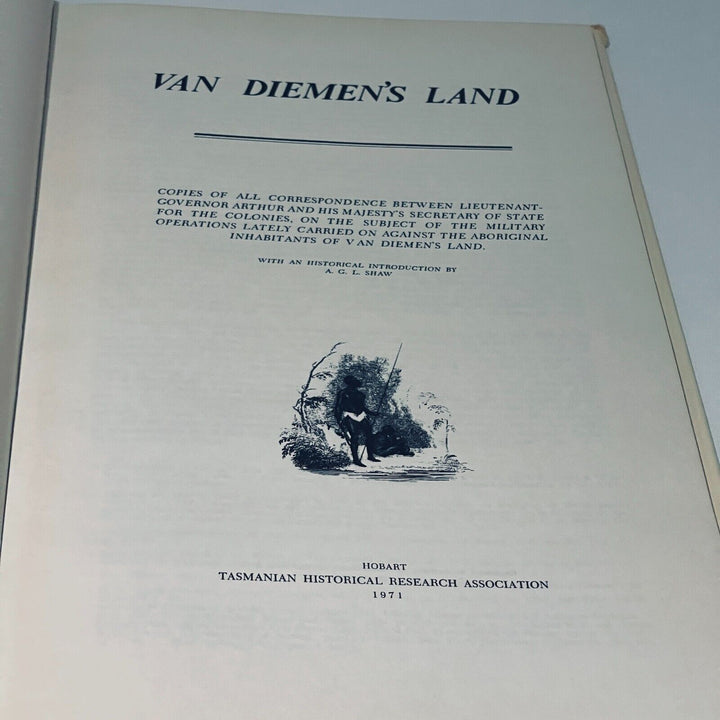 VAN DIEMEN'S LAND
COPIES OF ALL CORRESPONDENCE BETWEEN LIEUTENANT-
GOVERNOR ARTHUR AND HIS MAJESTY'S SECRETARY OF STATE
FOR THE COLONIES, ON THE SUBJECT OF THE MILITARY
OPERATIONS LATELY CARRIED ON AGAINST THE ABORIGINAL
INHABITANTS OF VAN DIEMEN'S LAND.
WITH AN HISTORICAL INTRODUCTION BY
A. G. L. SHAW
HOBART
TASMANIAN HISTORICAL RESEARCH ASSOCIATION
1971